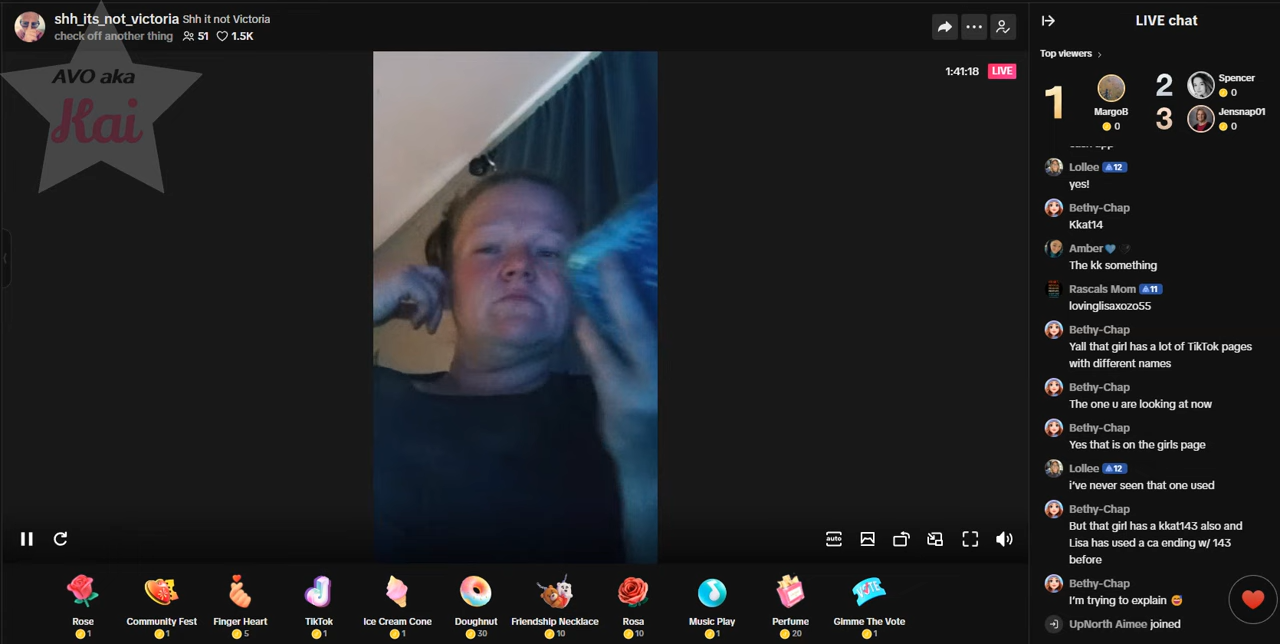 shh_its_not_victoria Shh it not Victoria
check off another thing 51 1.5K
AVO aka
Kai
1:41:18 LIVE
Rose
1
Community Fest
1
Finger Heart
5
TikTok
1
Ice Cream Cone
1
Doughnut
30
Friendship Necklace
10
Rosa
10
Music Play
1
Perfume
20
VOTE
Gimme The Vote
1
auto
LIVE chat
Top viewers
1
MargoB
0
2
Spencer
0
3
Jensnap01
0
Lollee 12
yes!
Bethy-Chap
Kkat14
Amber
The kk something
Rascals Mom 11
lovinglisaxozo55
Bethy-Chap
Yall that girl has a lot of TikTok pages
with different names
Bethy-Chap
The one u are looking at now
Bethy-Chap
Yes that is on the girls page
Lollee 12
i've never seen that one used
Bethy-Chap
But that girl has a kkat143 also and
Lisa has used a ca ending w/ 143
before
Bethy-Chap
I'm trying to explain 😅
UpNorth Aimee joined